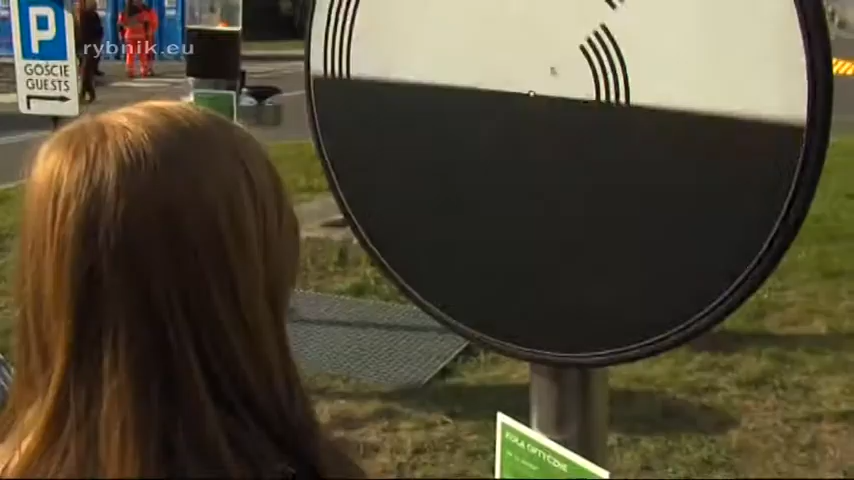 P
rybnik.eu
GOŚCIE
GUESTS
KOŁA OPTYCZNE